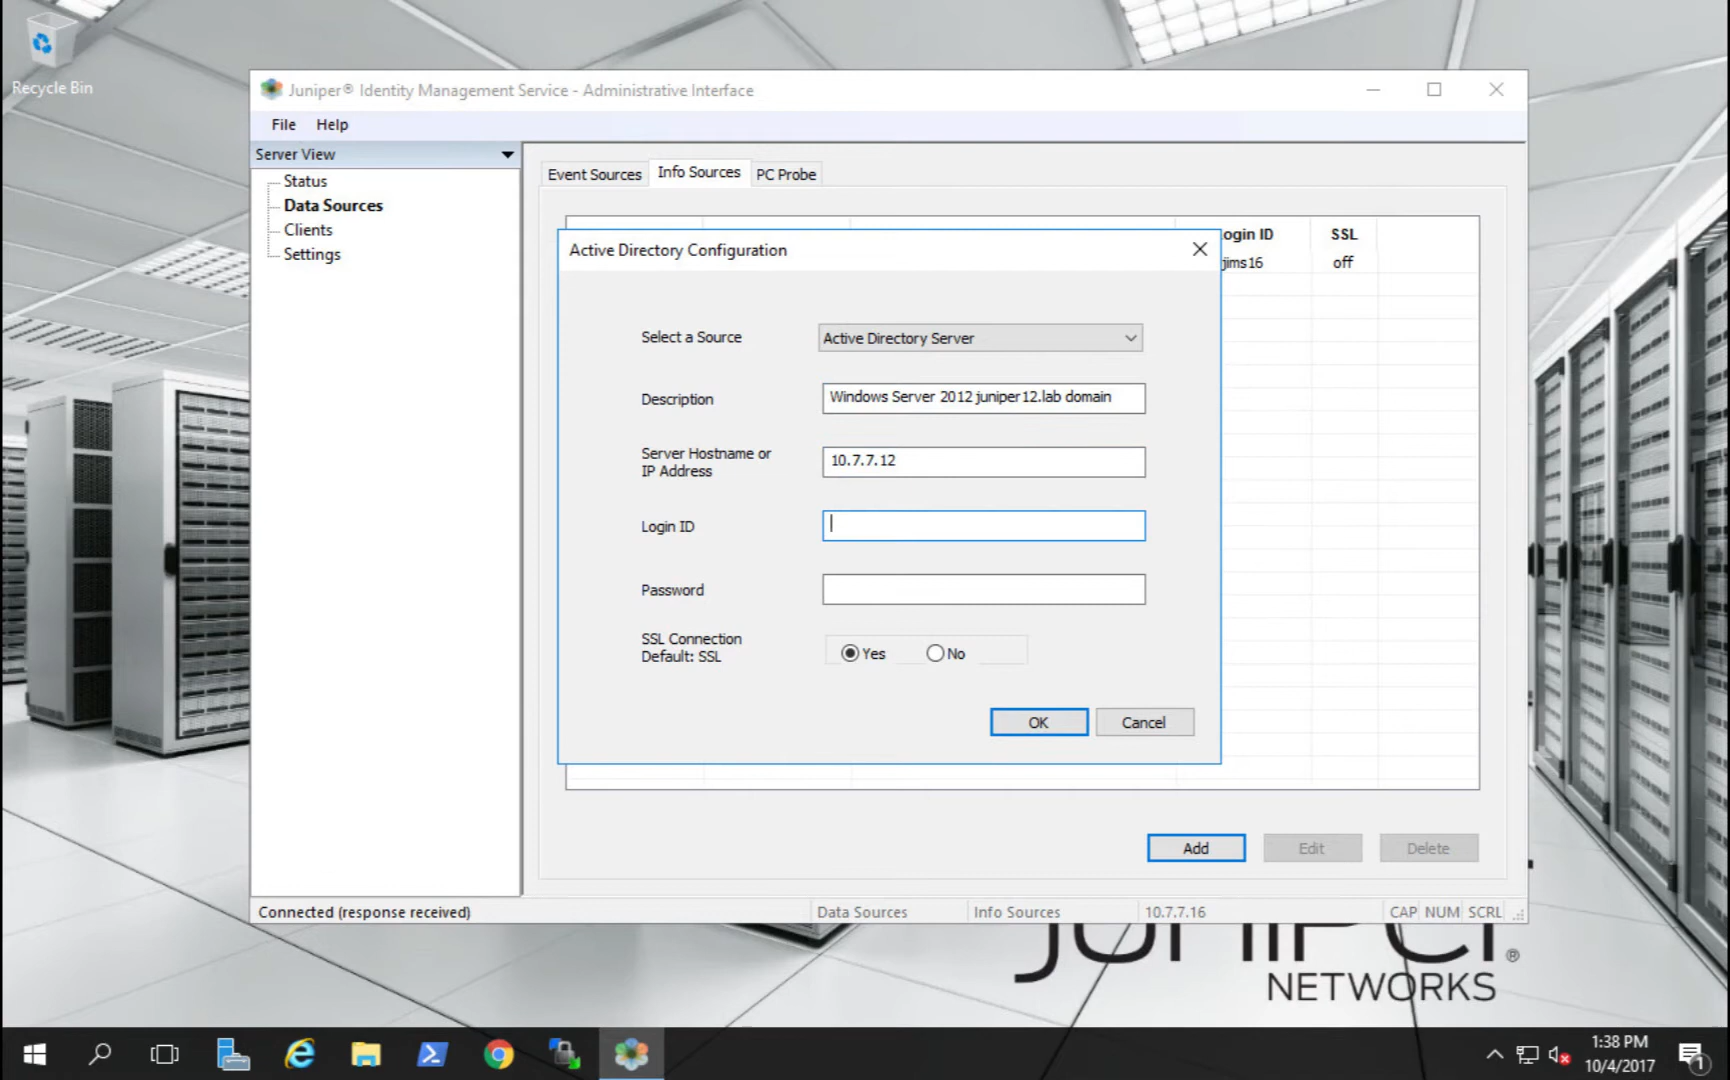 Recycle Bin
Juniper® Identity Management Service - Administrative Interface
File Help
Server View
Status
Data Sources
Clients
Settings
Event Sources Info Sources PC Probe
ogin ID SSL
jims16 off
Active Directory Configuration
Select a Source Active Directory Server
Description Windows Server 2012 juniper12.lab domain
Server Hostname or
IP Address
10.7.7.12
Login ID
Password
SSL Connection
Default: SSL
Yes No
OK Cancel
Add Edit Delete
Connected (response received) Data Sources Info Sources 10.7.7.16 CAP NUM SCRL
JUNIPER®
NETWORKS
1:38 PM
10/4/2017
1